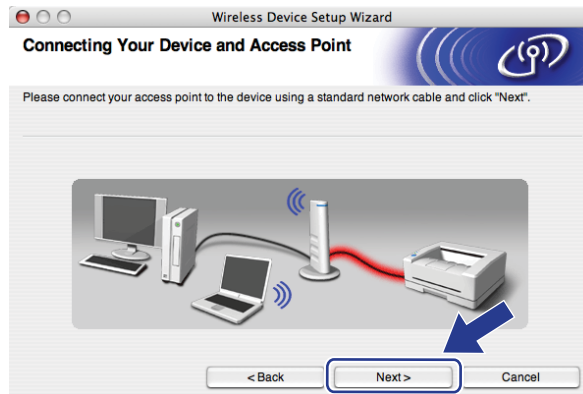 Wireless Device Setup Wizard
Connecting Your Device and Access Point
Please connect your access point to the device using a standard network cable and click "Next".
< Back
Next >
Cancel